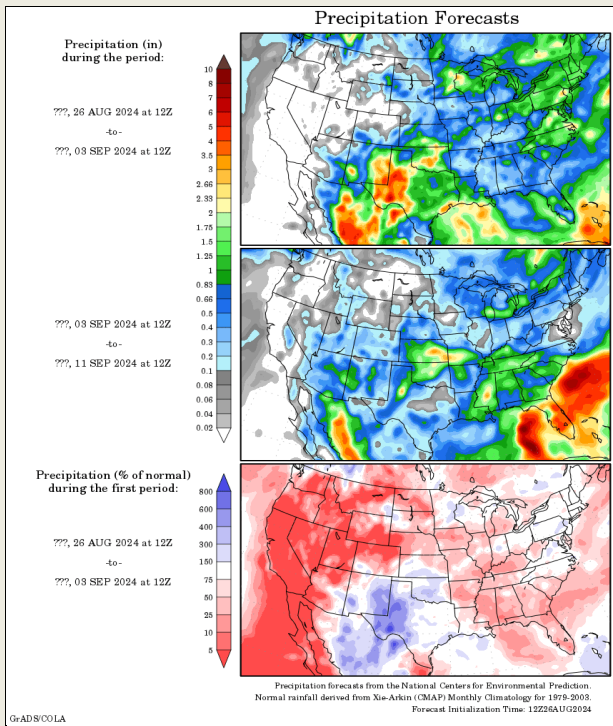 Precipitation Forecasts
Precipitation (in)
during the period:
???, 26 AUG 2024 at 12Z
-to-
???, 03 SEP 2024 at 12Z
10
8
7
6
5
4
3.5
3
2.66
2.33
2
1.75
1.5
1.25
1
0.83
0.66
0.5
0.4
0.3
0.2
0.1
0.08
0.06
0.04
0.02
???, 03 SEP 2024 at 12Z
-to-
???, 11 SEP 2024 at 12Z
Precipitation (% of normal)
during the first period:
???, 26 AUG 2024 at 12Z
-to-
???, 03 SEP 2024 at 12Z
800
600
400
300
150
75
50
25
10
5
Precipitation forecasts from the National Centers for Environmental Prediction.
Normal rainfall derived from Xie-Arkin (CMAP) Monthly Climatology for 1979-2003.
Forecast Initialization Time: 12Z26AUG2024
GrADS/COLA